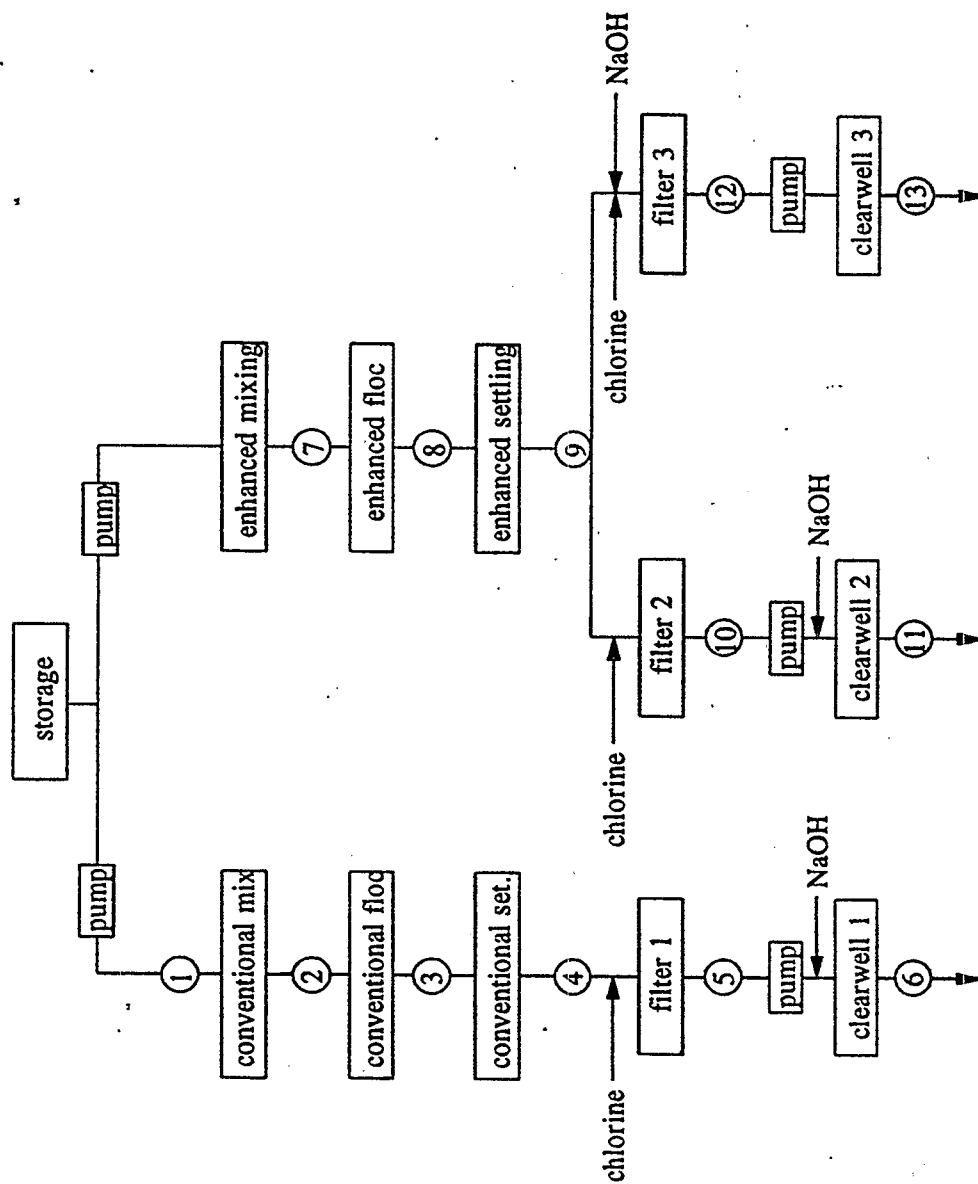 storage
pump
pump
1
conventional mix
2
conventional floc
3
conventional set.
4
chlorine
filter 1
5
pump
NaOH
clearwell 1
6
enhanced mixing
7
enhanced floc
8
enhanced settling
9
chlorine
filter 2
10
pump
NaOH
clearwell 2
11
chlorine
NaOH
filter 3
12
pump
clearwell 3
13